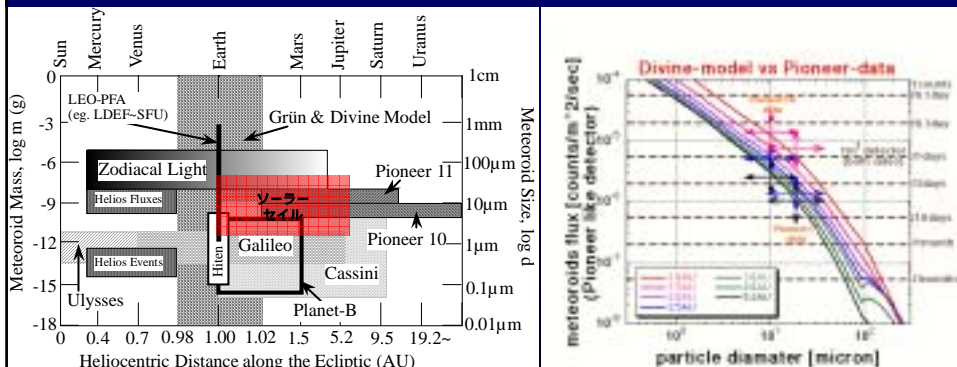 Sun Mercury Venus Earth Mars Jupiter Saturn Uranus
Meteoroid Mass, log m (g)
0
-3
-6
-9
-12
-15
-18
LEO-PFA
(eg. LDEF~SFU)
Grün & Divine Model
Zodiacal Light
Helios Fluxes
Helios Events
Ulysses
Hiten
ソーラー
セイル
Galileo
Cassini
Planet-B
Pioneer 11
Pioneer 10
1cm
1mm
100µm
10µm
1µm
0.1µm
0.01µm
Meteoroid Size, log d
0 0.4 0.7 0.98 1.00 1.02 1.5 5.2 9.5 19.2~
Heliocentric Distance along the Ecliptic (AU)
Divine-model vs Pioneer-data
meteoroids flux [counts/m^2/sec]
(Pioneer like detector)
particle diamater [micron]